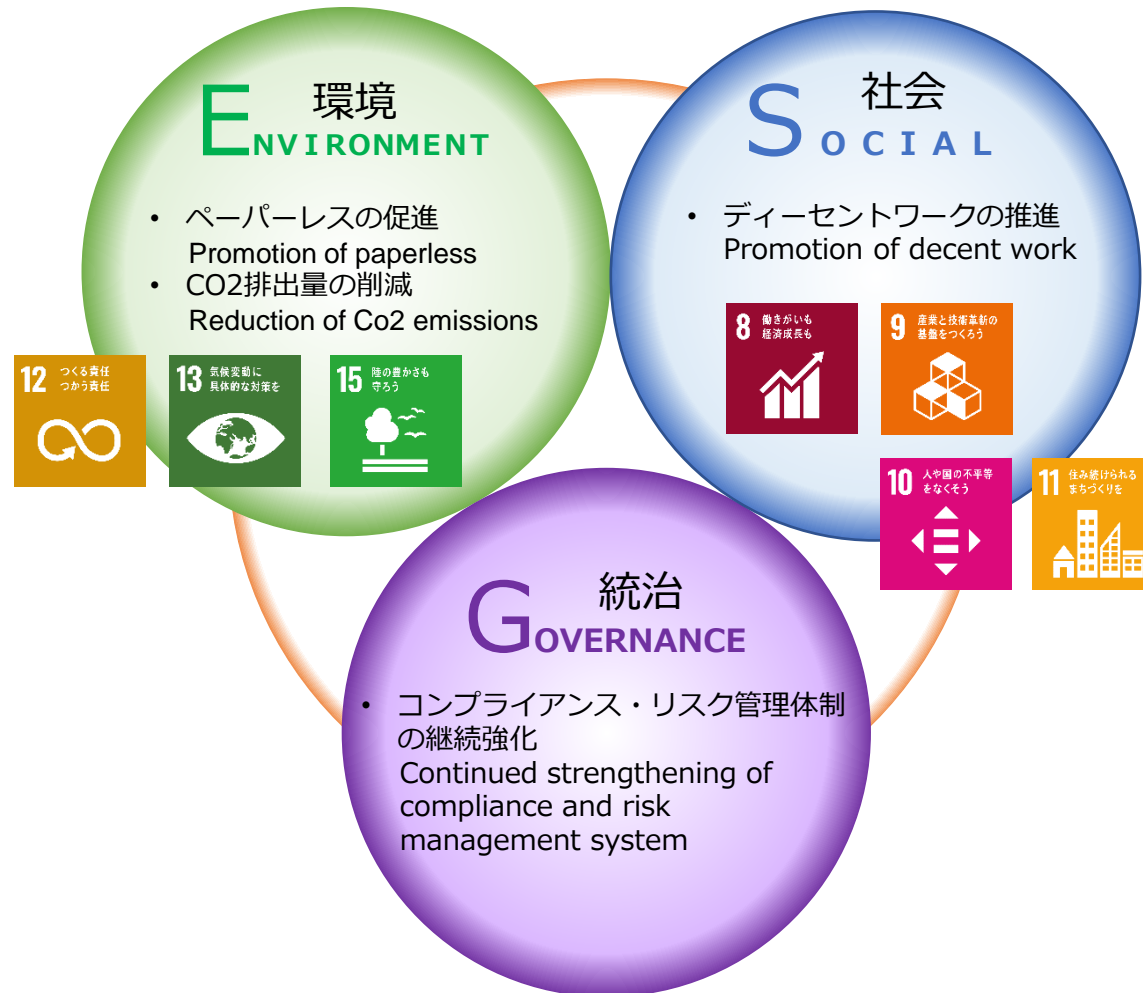 環境
ENVIRONMENT
• ペーパーレスの促進
Promotion of paperless
• CO2排出量の削減
Reduction of Co2 emissions
12 つくる責任
つかう責任
13 気候変動に
具体的な対策を
15 陸の豊かさも
守ろう
社会
SOCIAL
• ディーセントワークの推進
Promotion of decent work
8 働きがいも
経済成長も
9 産業と技術革新の
基盤をつくろう
10 人や国の不平等
をなくそう
11 住み続けられる
まちづくりを
統治
GOVERNANCE
• コンプライアンス・リスク管理体制
の継続強化
Continued strengthening of
compliance and risk
management system